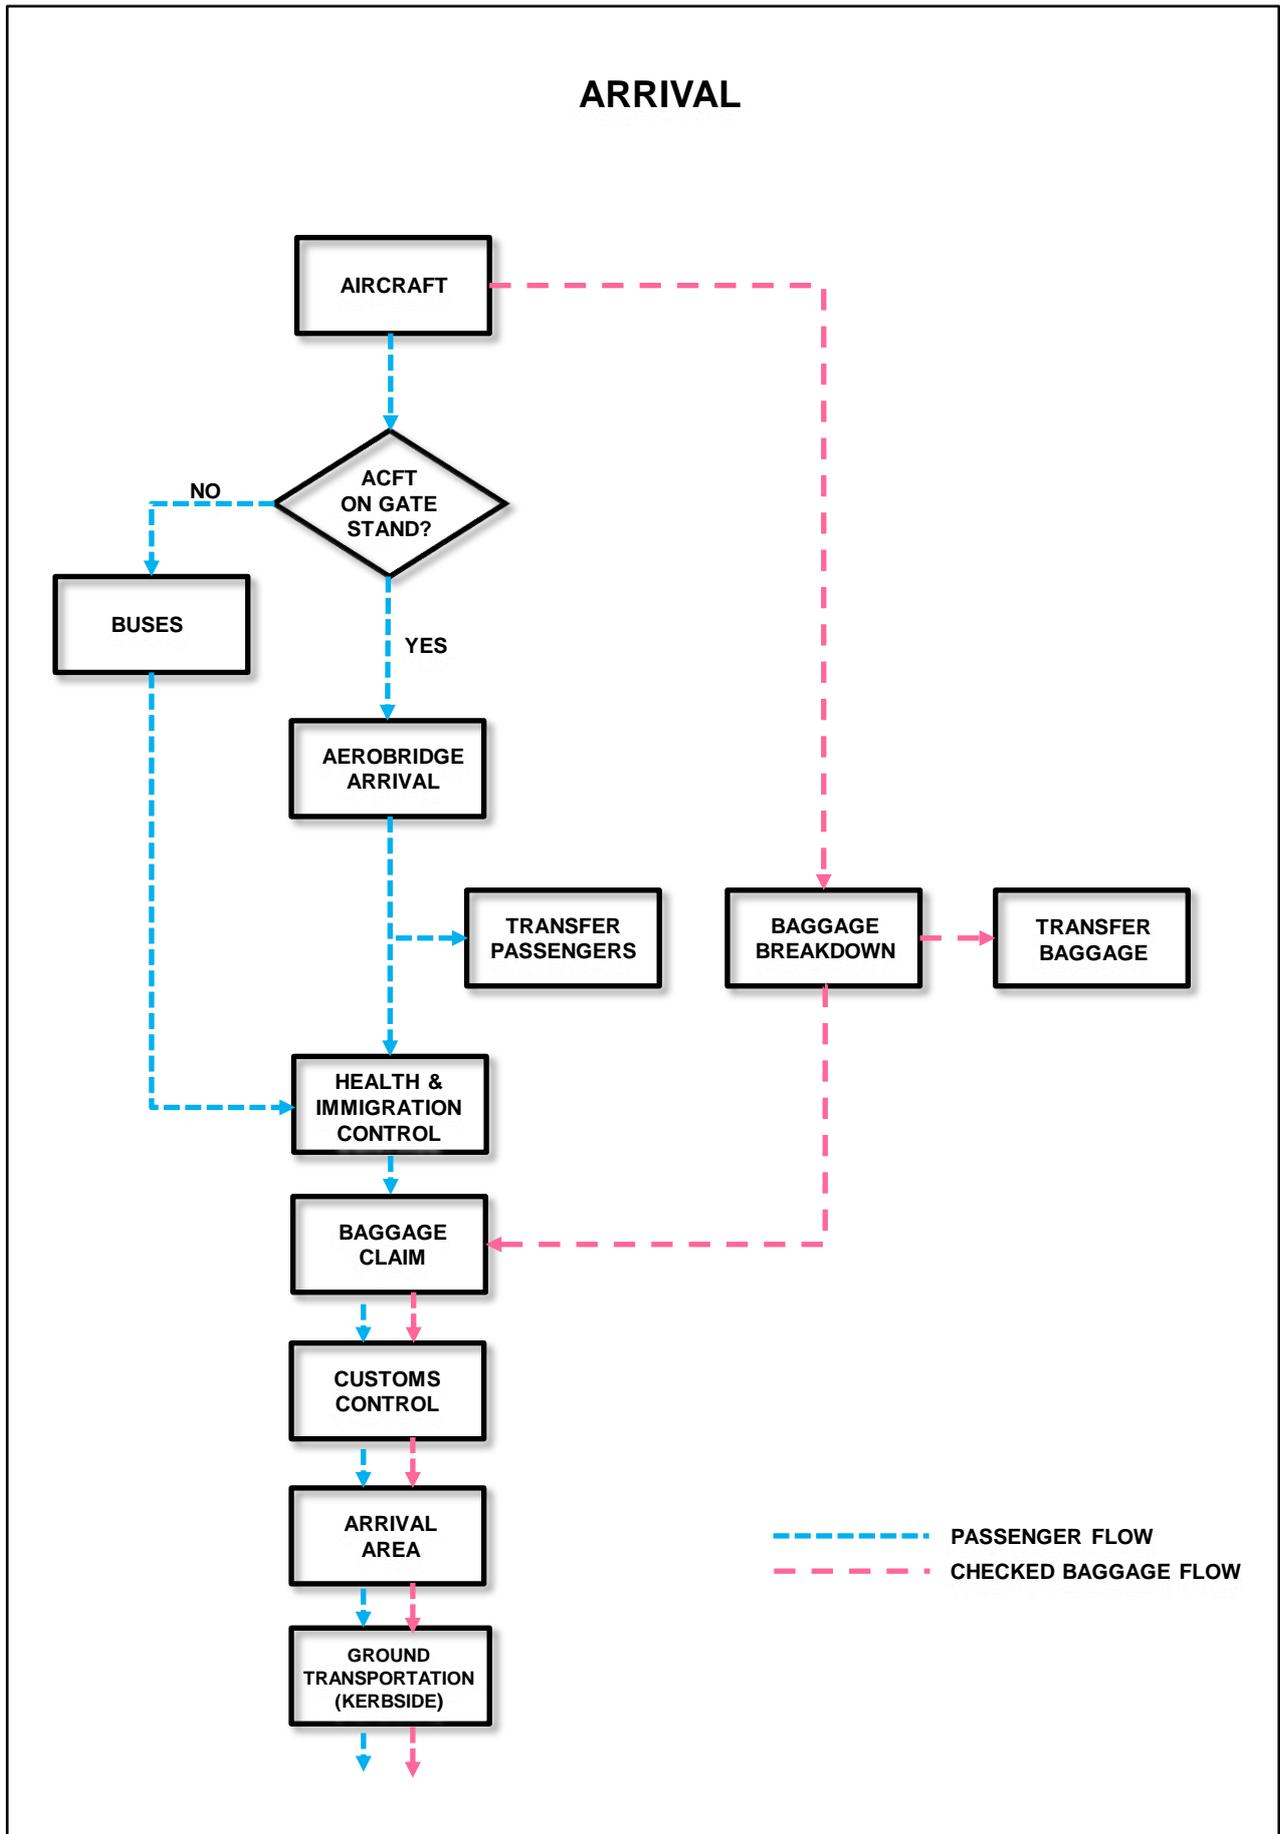 ARRIVAL
AIRCRAFT
ACFT
ON GATE
STAND?
NO
BUSES
YES
AEROBRIDGE
ARRIVAL
TRANSFER
PASSENGERS
BAGGAGE
BREAKDOWN
TRANSFER
BAGGAGE
HEALTH &
IMMIGRATION
CONTROL
BAGGAGE
CLAIM
CUSTOMS
CONTROL
ARRIVAL
AREA
PASSENGER FLOW
CHECKED BAGGAGE FLOW
GROUND
TRANSPORTATION
(KERBSIDE)